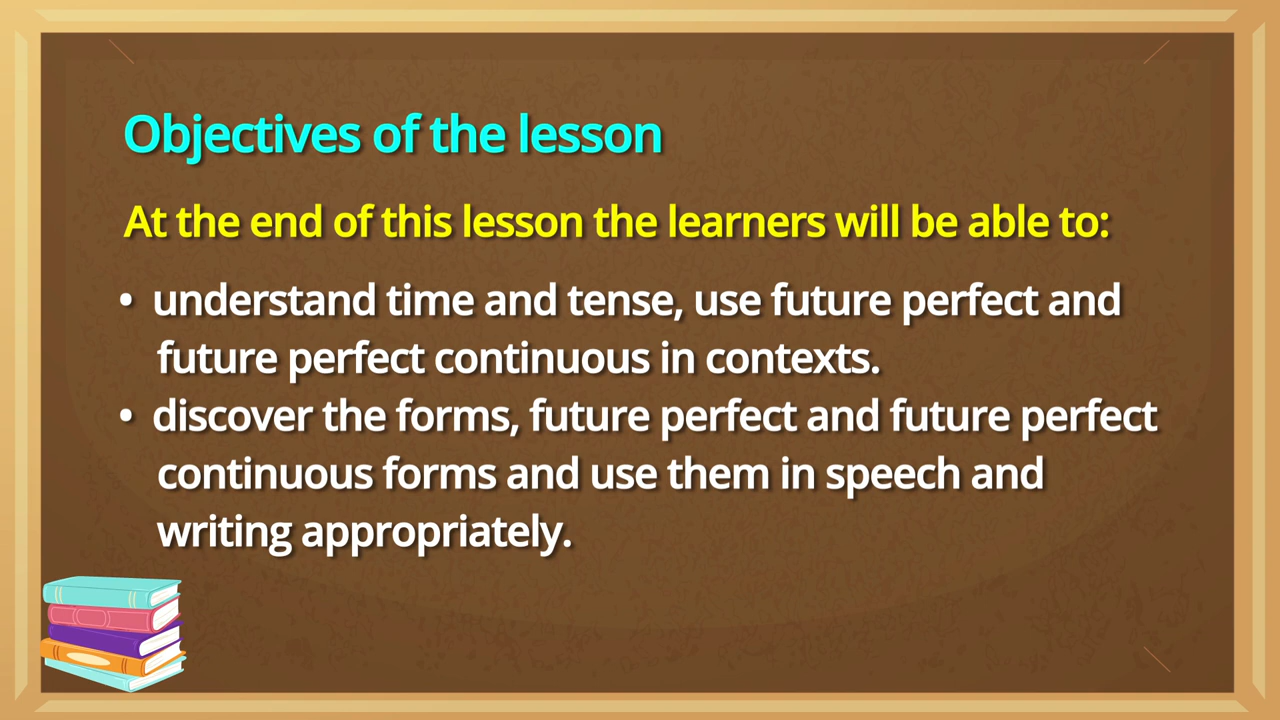 Objectives of the lesson
At the end of this lesson the learners will be able to:
• understand time and tense, use future perfect and
future perfect continuous in contexts.
• discover the forms, future perfect and future perfect
continuous forms and use them in speech and
writing appropriately.